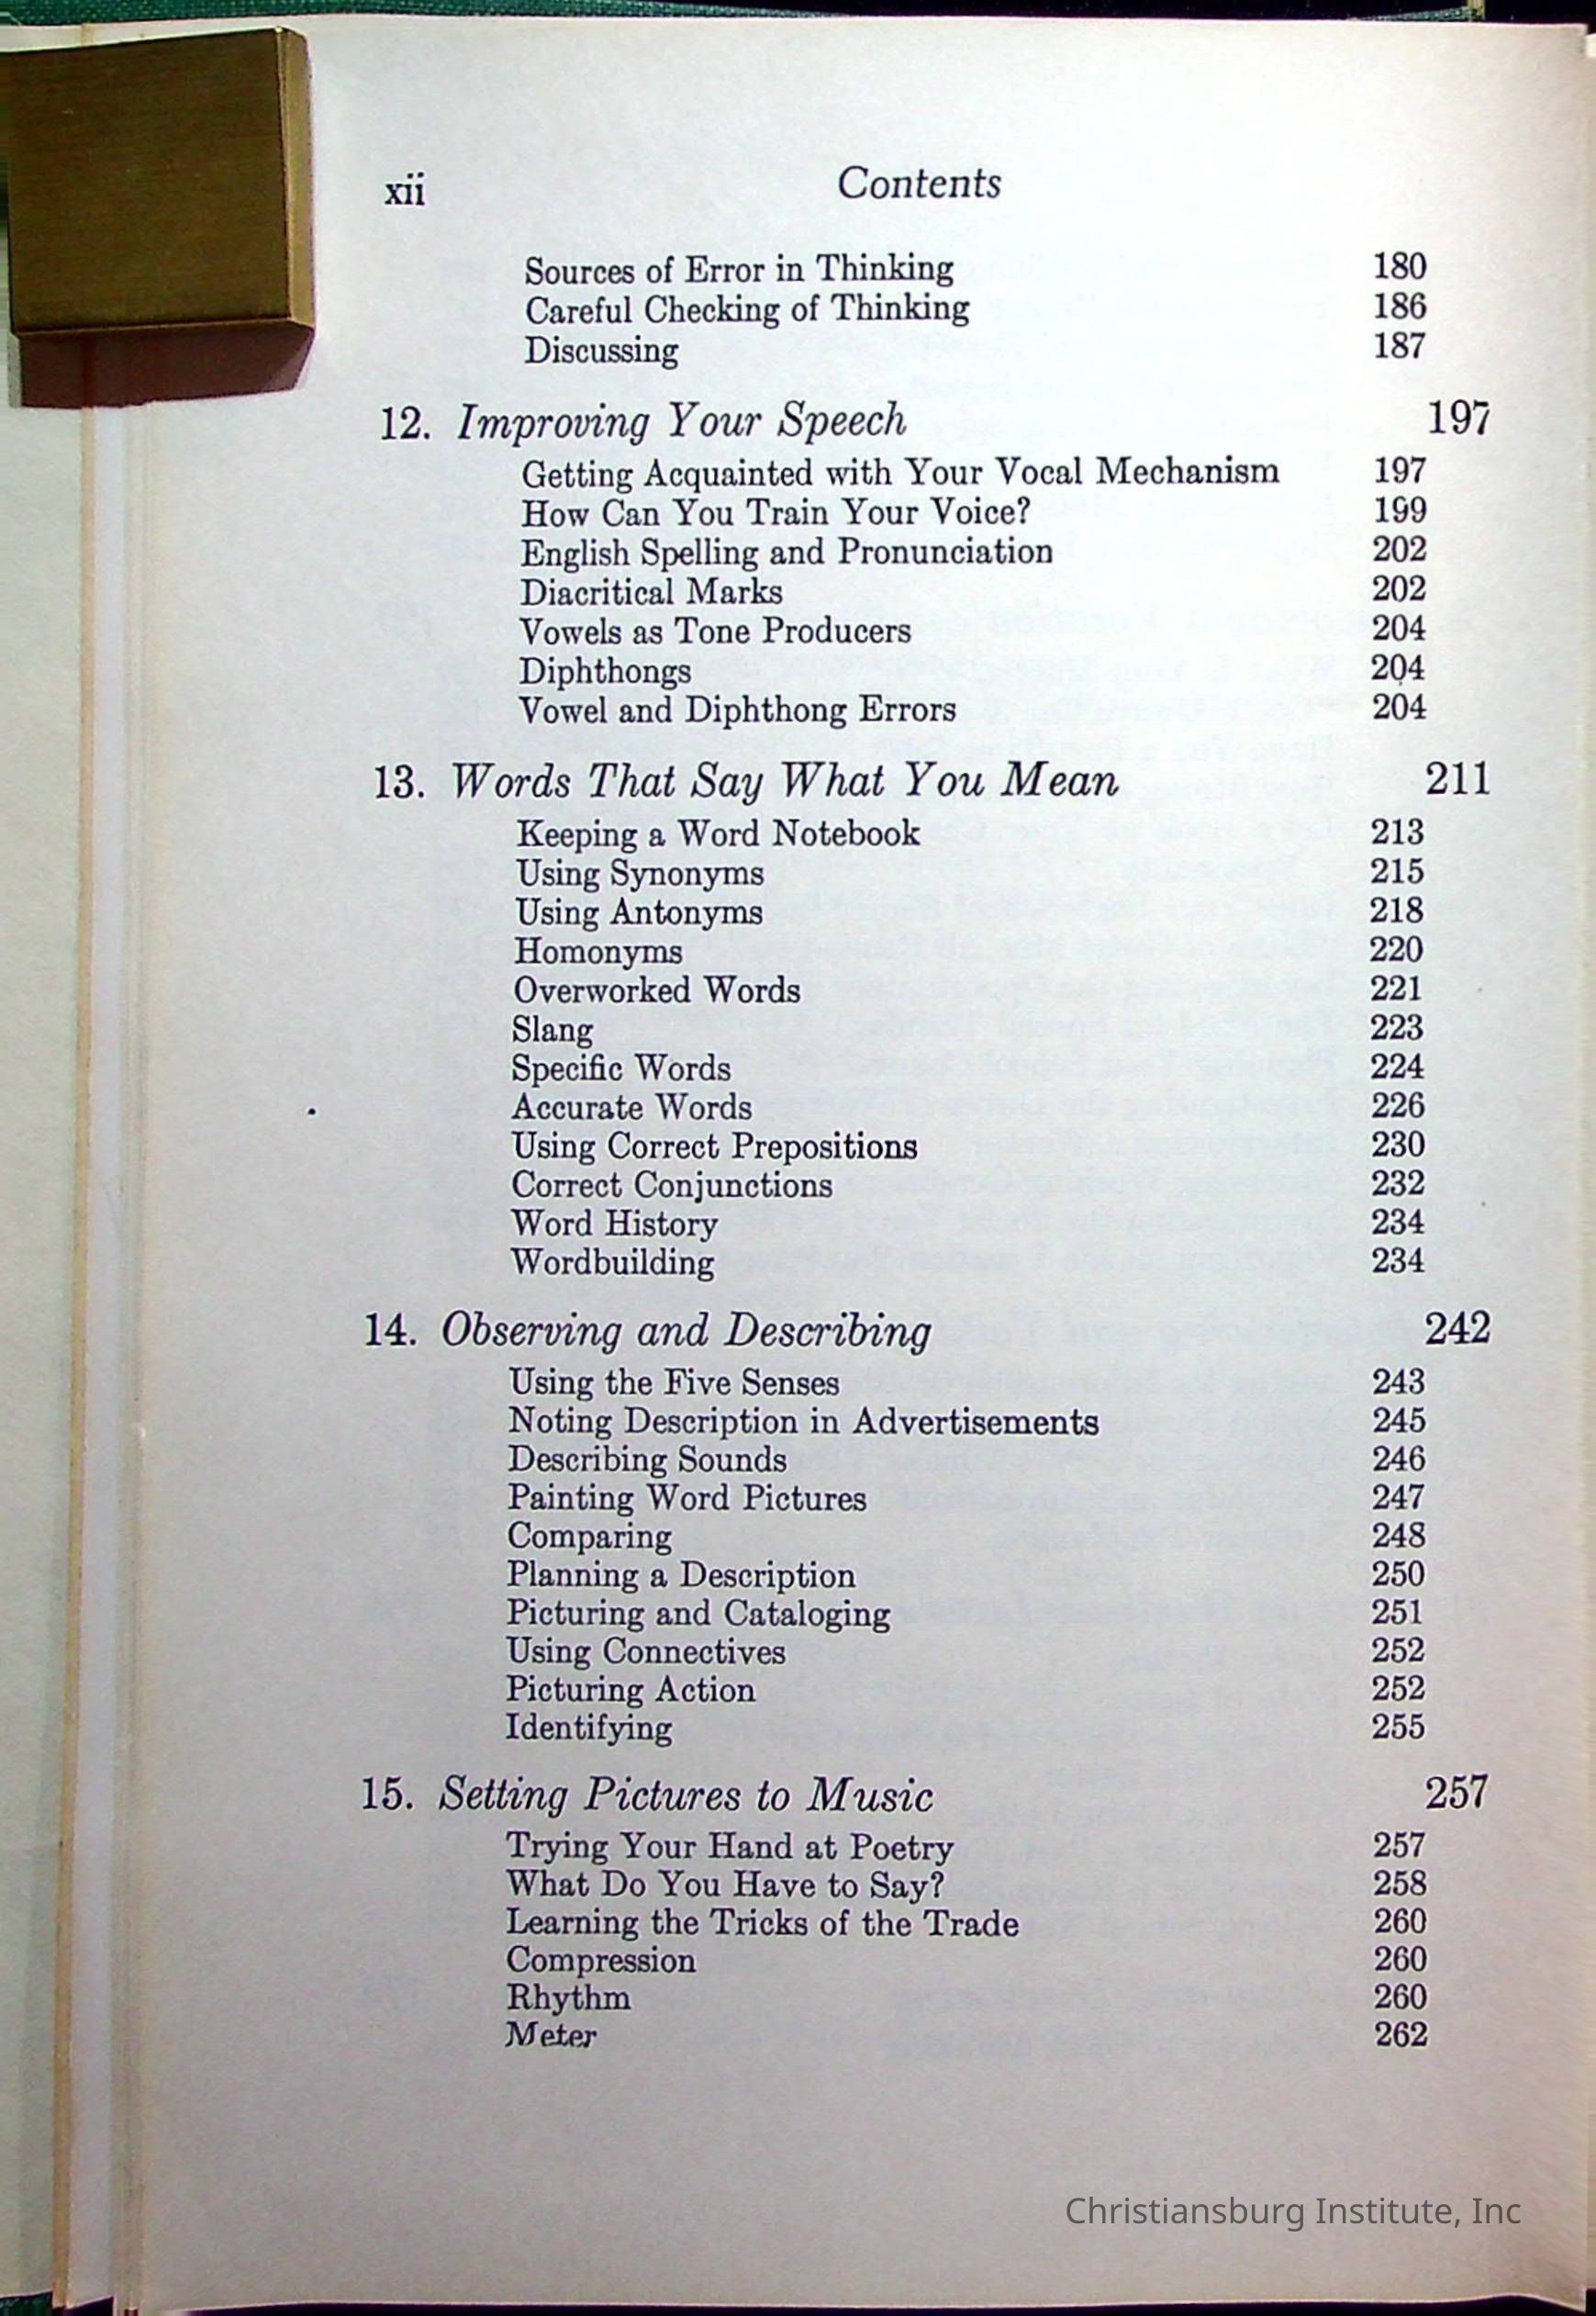 xii Contents
Sources of Error in Thinking 180
Careful Checking of Thinking 186
Discussing 187
12. Improving Your Speech 197
Getting Acquainted with Your Vocal Mechanism 197
How Can You Train Your Voice? 199
English Spelling and Pronunciation 202
Diacritical Marks 202
Vowels as Tone Producers 204
Diphthongs 204
Vowel and Diphthong Errors 204
13. Words That Say What You Mean 211
Keeping a Word Notebook 213
Using Synonyms 215
Using Antonyms 218
Homonyms 220
Overworked Words 221
Slang 223
Specific Words 224
Accurate Words 226
Using Correct Prepositions 230
Correct Conjunctions 232
Word History 234
Wordbuilding 234
14. Observing and Describing 242
Using the Five Senses 243
Noting Description in Advertisements 245
Describing Sounds 246
Painting Word Pictures 247
Comparing 248
Planning a Description 250
Picturing and Cataloging 251
Using Connectives 252
Picturing Action 252
Identifying 255
15. Setting Pictures to Music 257
Trying Your Hand at Poetry 257
What Do You Have to Say? 258
Learning the Tricks of the Trade 260
Compression 260
Rhythm 260
Meter 262
Christiansburg Institute, Inc